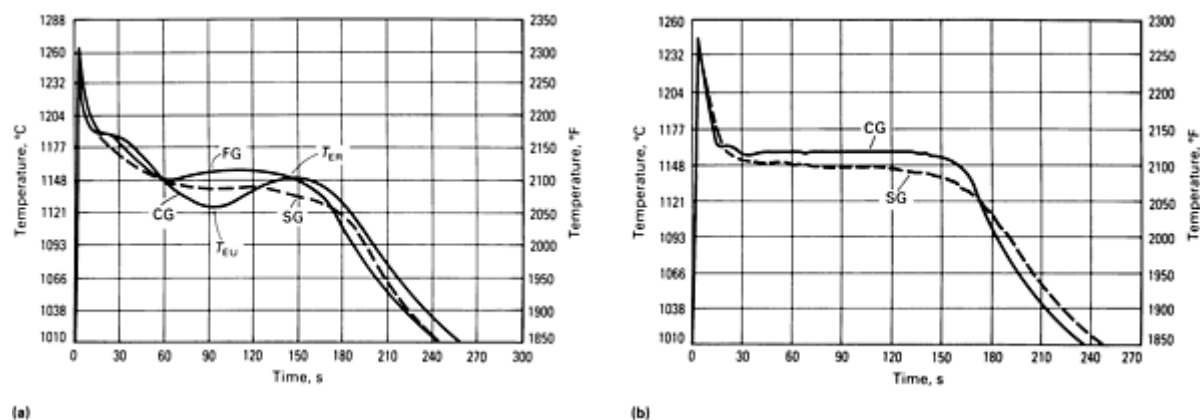 1288
1260
1232
1204
1177
1148
1121
1093
1066
1038
1010
Temperature, °C
2350
2300
2250
2200
2150
2100
2050
2000
1950
1900
1850
Temperature, °F
FG
T_ER
CG
SG
T_EU
0 30 60 90 120 150 180 210 240 270 300
Time, s
(a)
1260
1232
1204
1177
1148
1121
1093
1066
1038
1010
Temperature, °C
2300
2250
2200
2150
2100
2050
2000
1950
1900
1850
Temperature, °F
CG
SG
0 30 60 90 120 150 180 210 240 270
Time, s
(b)